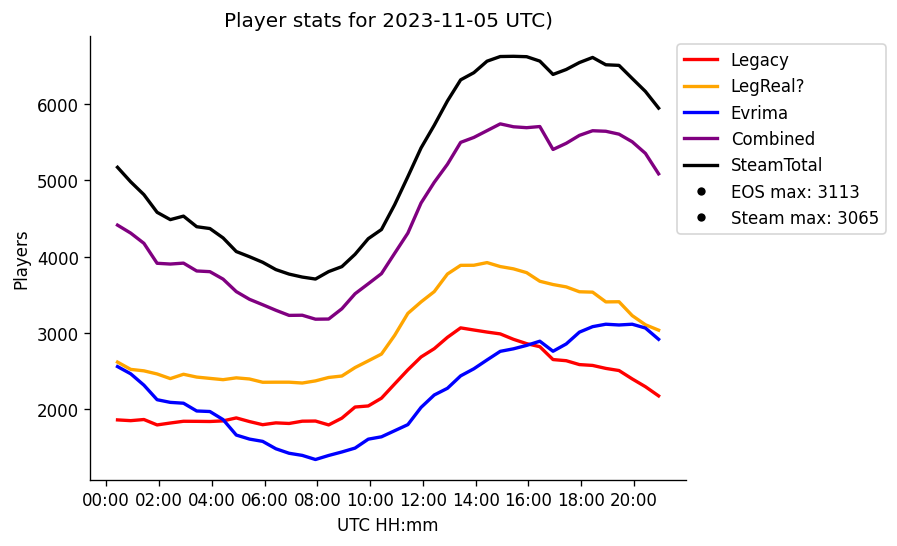 Player stats for 2023-11-05 UTC)
Legacy
LegReal?
Evrima
Combined
SteamTotal
EOS max: 3113
Steam max: 3065
Players
6000
5000
4000
3000
2000
00:00 02:00 04:00 06:00 08:00 10:00 12:00 14:00 16:00 18:00 20:00
UTC HH:mm